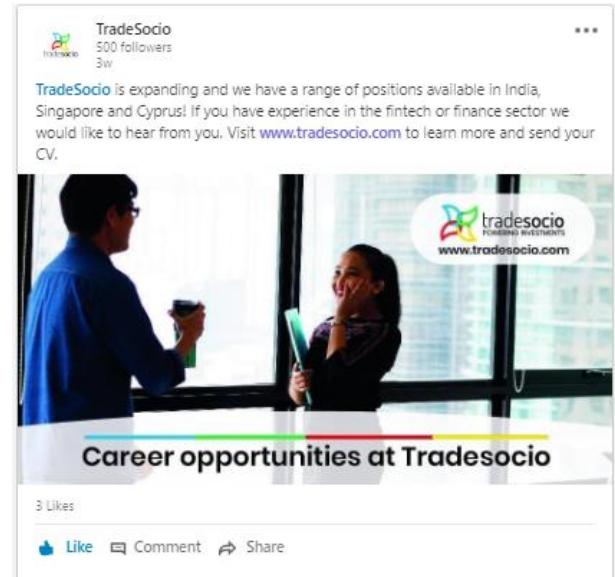 TradeSocio
500 followers
3w
TradeSocio is expanding and we have a range of positions available in India,
Singapore and Cyprus! If you have experience in the fintech or finance sector we
would like to hear from you. Visit www.tradesocio.com to learn more and send your
CV.
tradesocio
tradesocio
POWERING INVESTMENTS
www.tradesocio.com
Career opportunities at Tradesocio
3 Likes
Like Comment Share